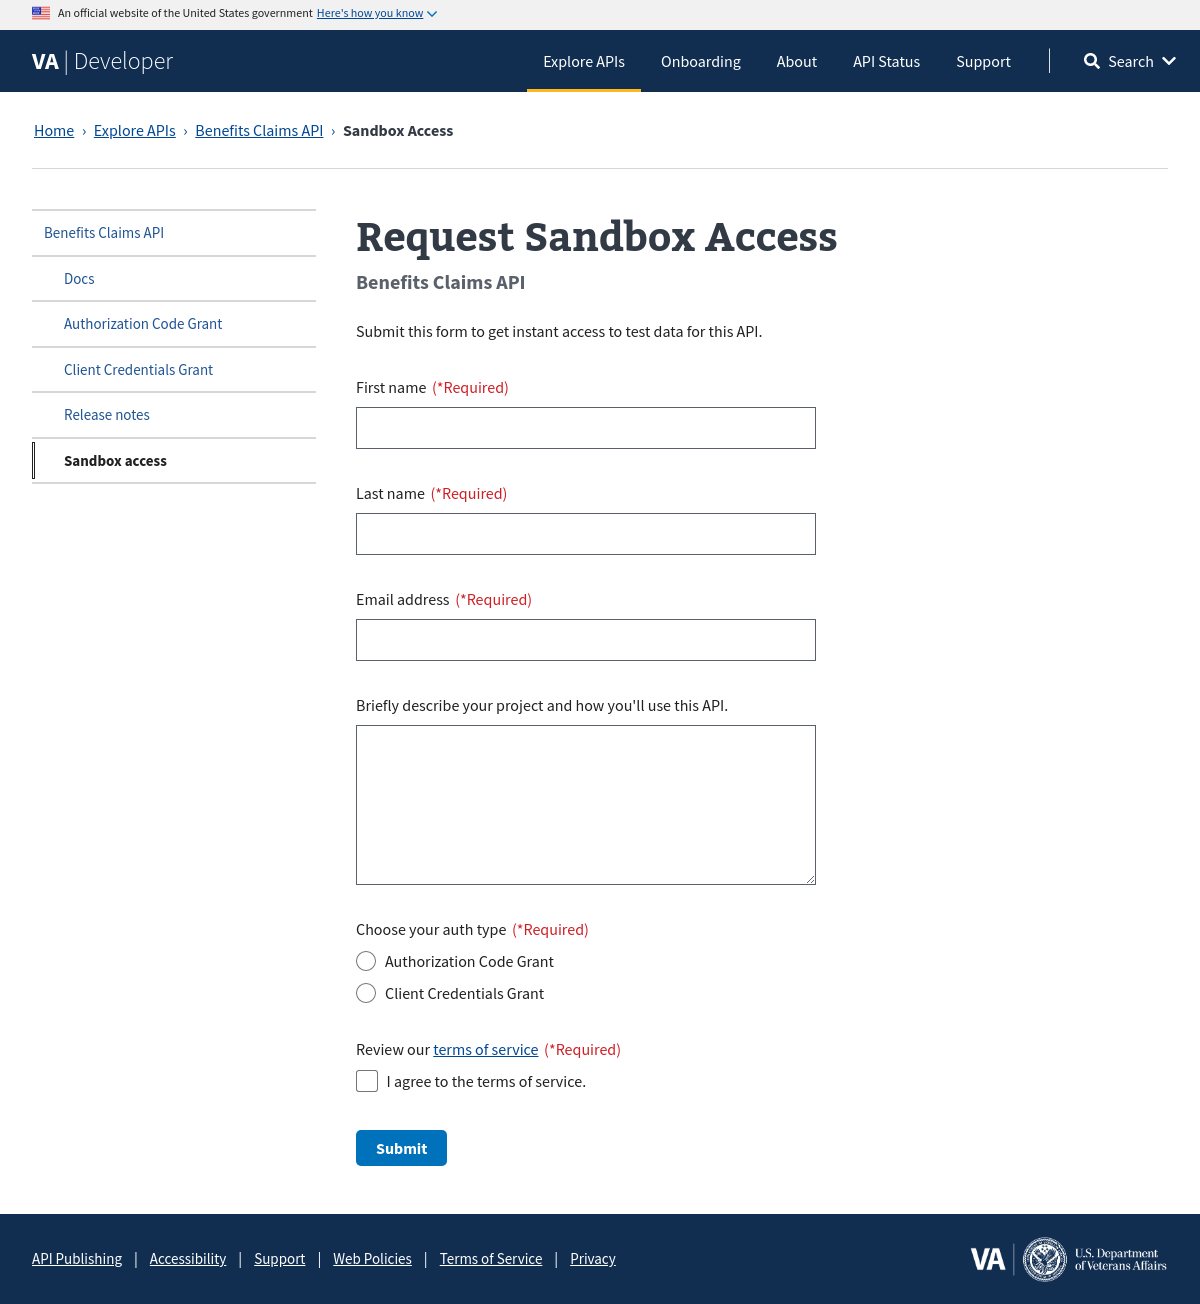 An official website of the United States government Here's how you know
VA | Developer
Explore APIs
Onboarding
About
API Status
Support
Search
Home › Explore APIs › Benefits Claims API › Sandbox Access
Benefits Claims API
Docs
Authorization Code Grant
Client Credentials Grant
Release notes
Sandbox access
Request Sandbox Access
Benefits Claims API
Submit this form to get instant access to test data for this API.
First name (*Required)
Last name (*Required)
Email address (*Required)
Briefly describe your project and how you'll use this API.
Choose your auth type (*Required)
Authorization Code Grant
Client Credentials Grant
Review our terms of service (*Required)
I agree to the terms of service.
Submit
API Publishing | Accessibility | Support | Web Policies | Terms of Service | Privacy
VA
U.S. Department
of Veterans Affairs